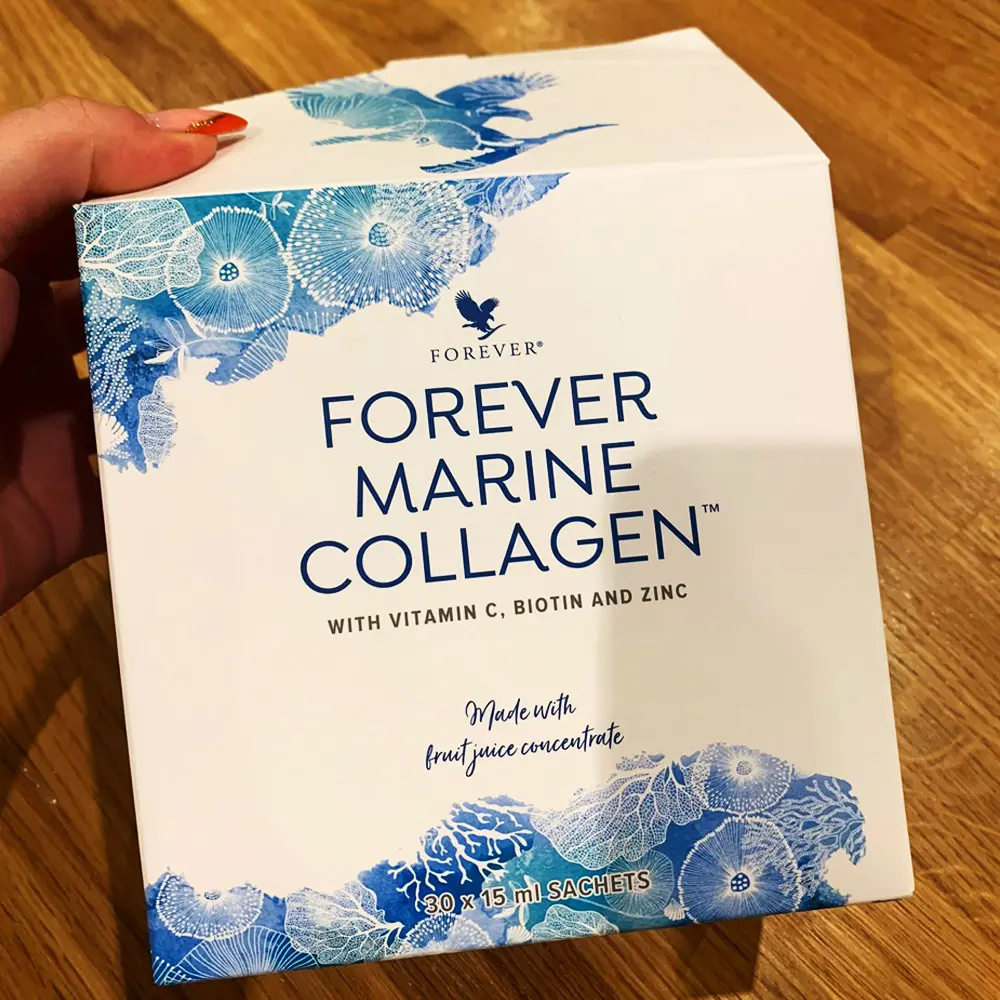 FOREVER®
FOREVER
MARINE
COLLAGEN™
WITH VITAMIN C, BIOTIN AND ZINC
Made with
fruit juice concentrate
30 x 15 ml SACHETS